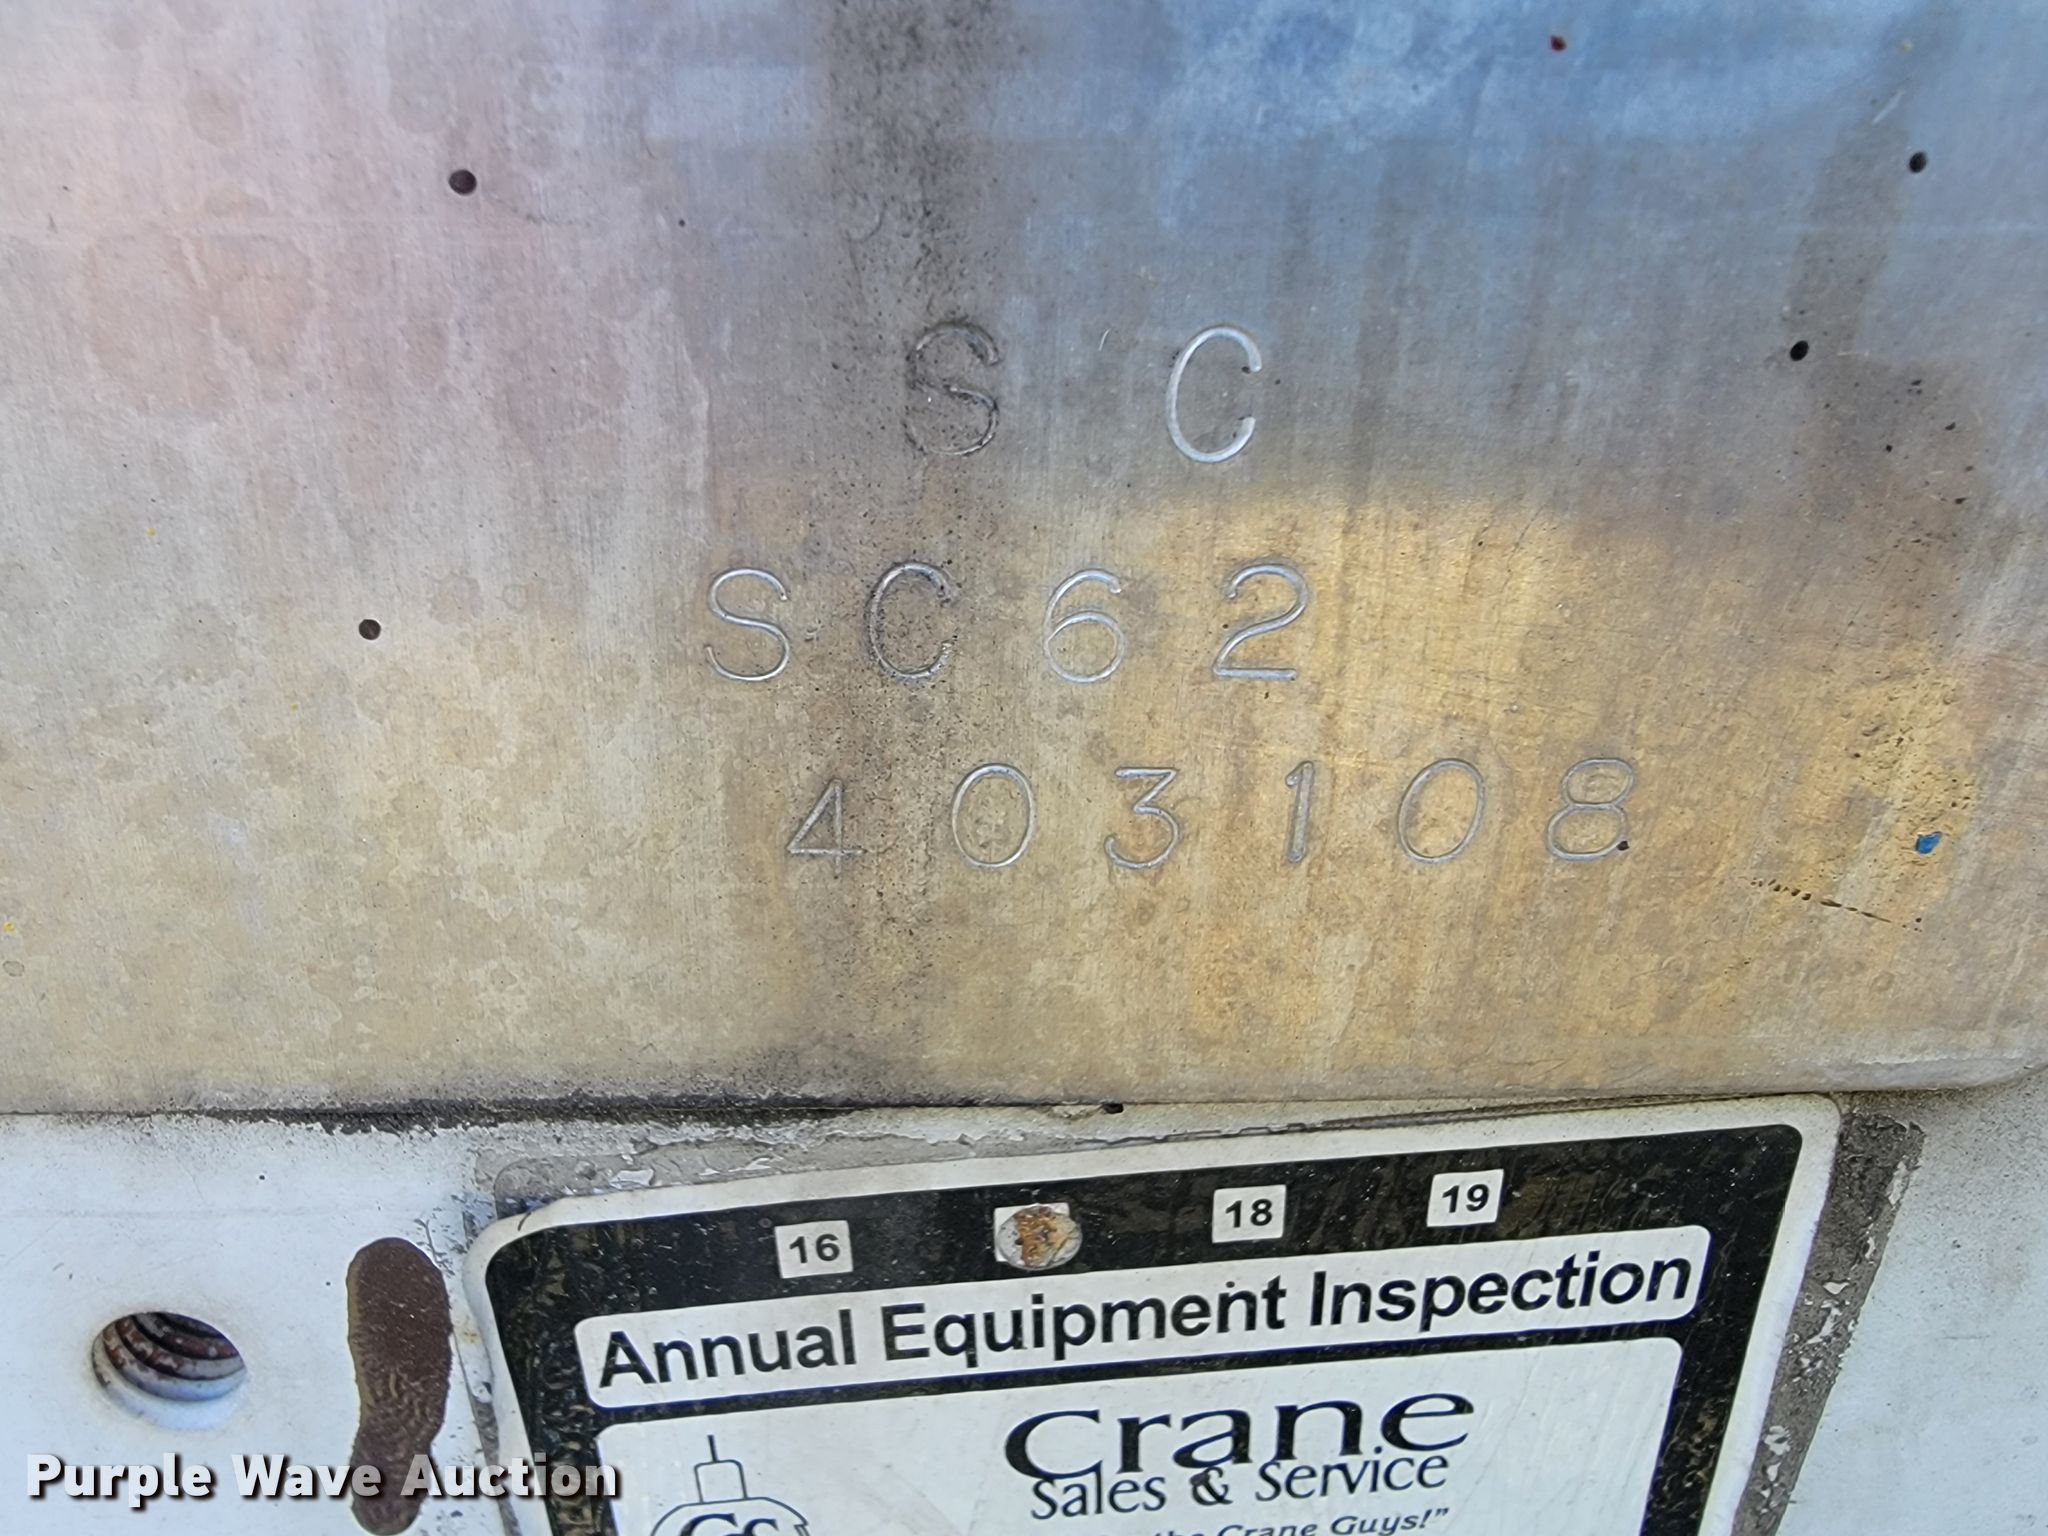 S C
SC62
403108
16 18 19
Annual Equipment Inspection
Crane
Sales & Service
the Crane Guys!"
Purple Wave Auction